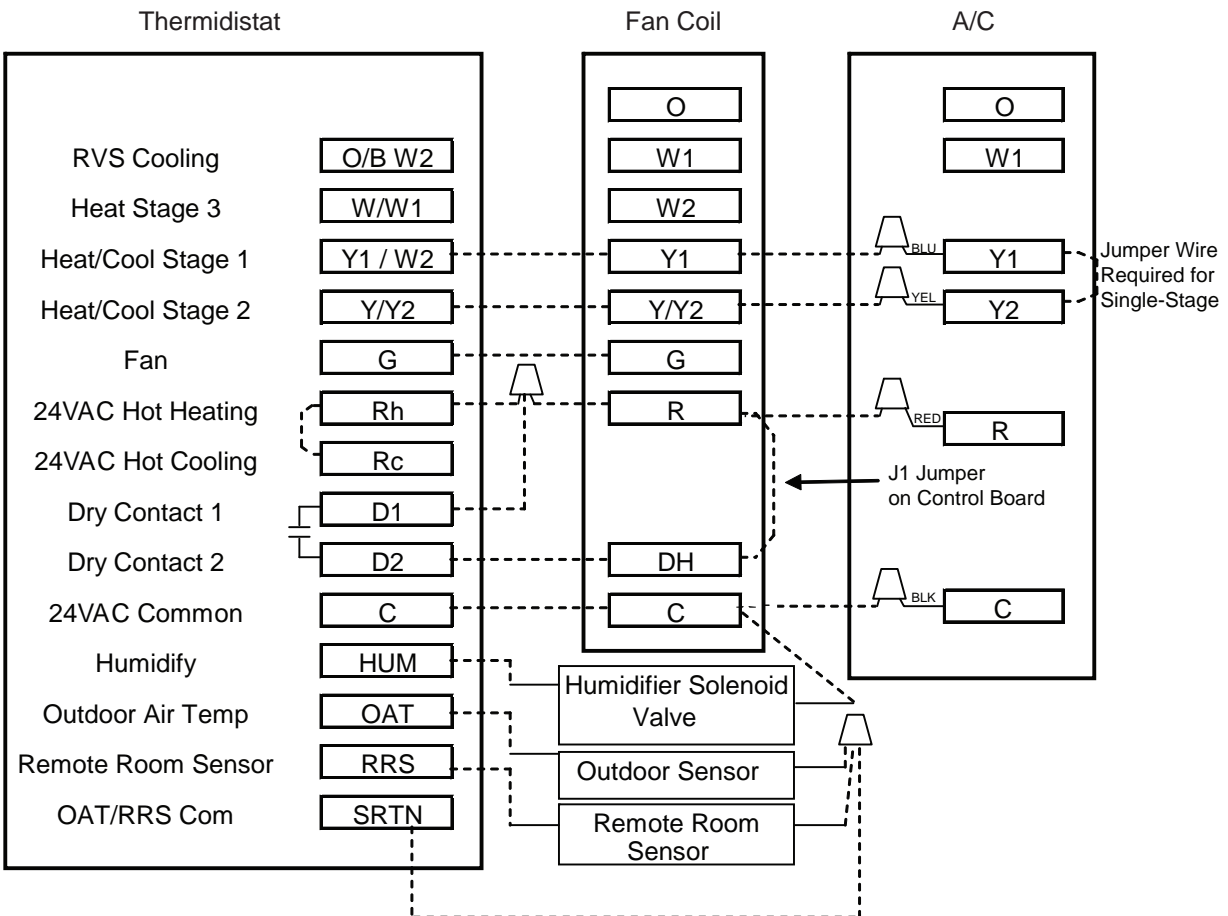 Thermidistat
Fan Coil
A/C
O
O
RVS Cooling
O/B W2
W1
W1
Heat Stage 3
W/W1
W2
Heat/Cool Stage 1
Y1 / W2
Y1
BLU
Y1
Jumper Wire
Required for
Single-Stage
Heat/Cool Stage 2
Y/Y2
Y/Y2
YEL
Y2
Fan
G
G
24VAC Hot Heating
Rh
R
RED
R
24VAC Hot Cooling
Rc
J1 Jumper
on Control Board
Dry Contact 1
D1
Dry Contact 2
D2
DH
24VAC Common
C
C
BLK
C
Humidify
HUM
Humidifier Solenoid
Valve
Outdoor Air Temp
OAT
Outdoor Sensor
Remote Room Sensor
RRS
Remote Room
Sensor
OAT/RRS Com
SRTN